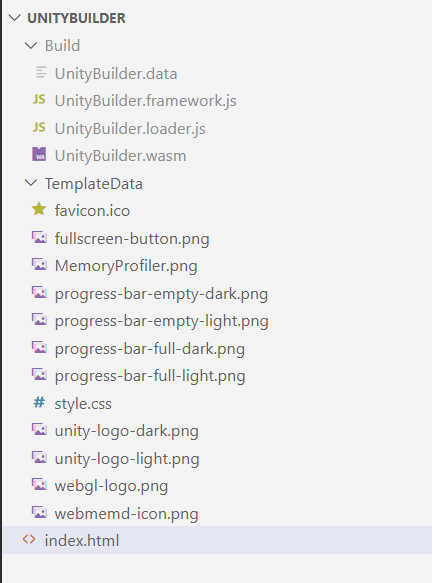 UNITYBUILDER
Build
UnityBuilder.data
JS UnityBuilder.framework.js
JS UnityBuilder.loader.js
WA UnityBuilder.wasm
TemplateData
favicon.ico
fullscreen-button.png
MemoryProfiler.png
progress-bar-empty-dark.png
progress-bar-empty-light.png
progress-bar-full-dark.png
progress-bar-full-light.png
# style.css
unity-logo-dark.png
unity-logo-light.png
webgl-logo.png
webmemd-icon.png
<> index.html